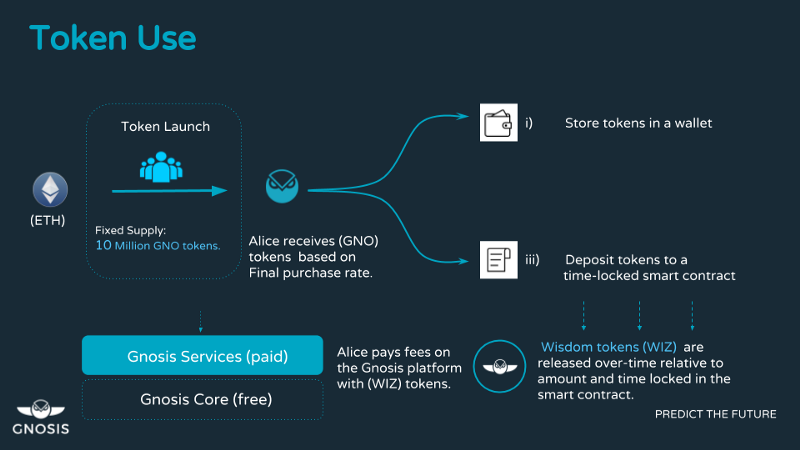 Token Use
Token Launch
(ETH)
Fixed Supply:
10 Million GNO tokens.
Alice receives (GNO)
tokens based on
Final purchase rate.
i) Store tokens in a wallet
iii) Deposit tokens to a
time-locked smart contract
Gnosis Services (paid)
Gnosis Core (free)
Alice pays fees on
the Gnosis platform
with (WIZ) tokens.
Wisdom tokens (WIZ) are
released over-time relative to
amount and time locked in the
smart contract.
GNOSIS
PREDICT THE FUTURE